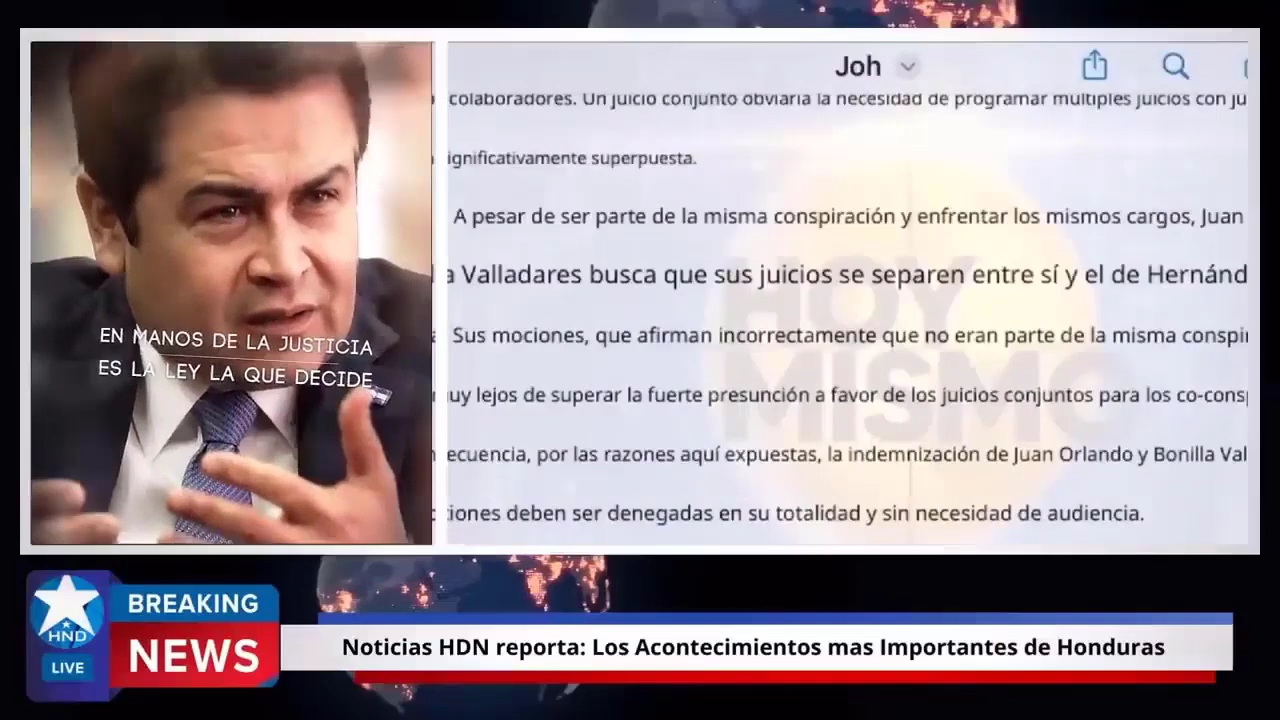 EN MANOS DE LA JUSTICIA
ES LA LEY LA QUE DECIDE
Joh
colaboradores. Un juicio conjunto obviaría la necesidad de programar múltiples juicios con ju
ignificativamente superpuesta.
A pesar de ser parte de la misma conspiración y enfrentar los mismos cargos, Juan
a Valladares busca que sus juicios se separen entre sí y el de Hernánd
Sus mociones, que afirman incorrectamente que no eran parte de la misma conspi
uy lejos de superar la fuerte presunción a favor de los juicios conjuntos para los co-cons
ecuencia, por las razones aquí expuestas, la indemnización de Juan Orlando y Bonilla Val
ciones deben ser denegadas en su totalidad y sin necesidad de audiencia.
HOY
MISMO
HND
LIVE
BREAKING
NEWS
Noticias HDN reporta: Los Acontecimientos mas Importantes de Honduras